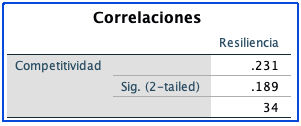 Correlaciones
Resiliencia
Competitividad .231
Sig. (2-tailed) .189
34